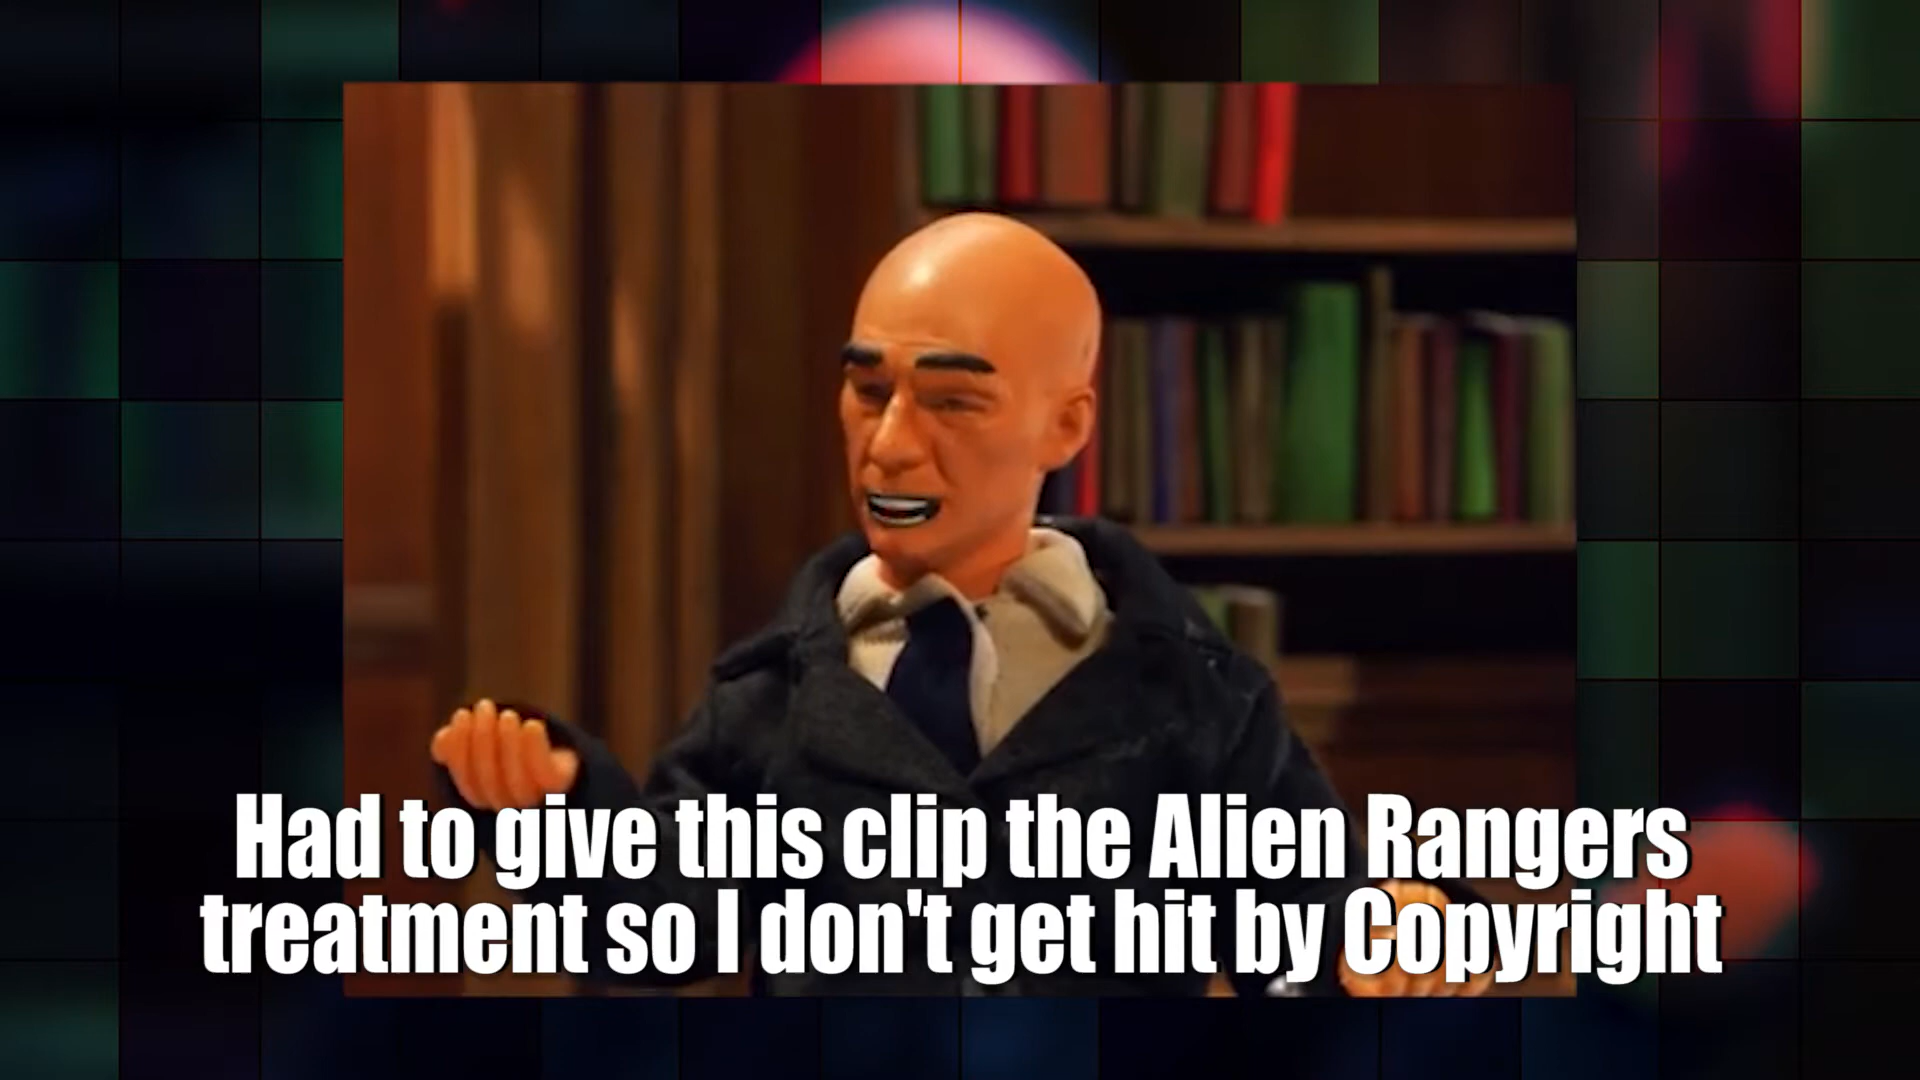 Had to give this clip the Alien Rangers
treatment so I don't get hit by Copyright